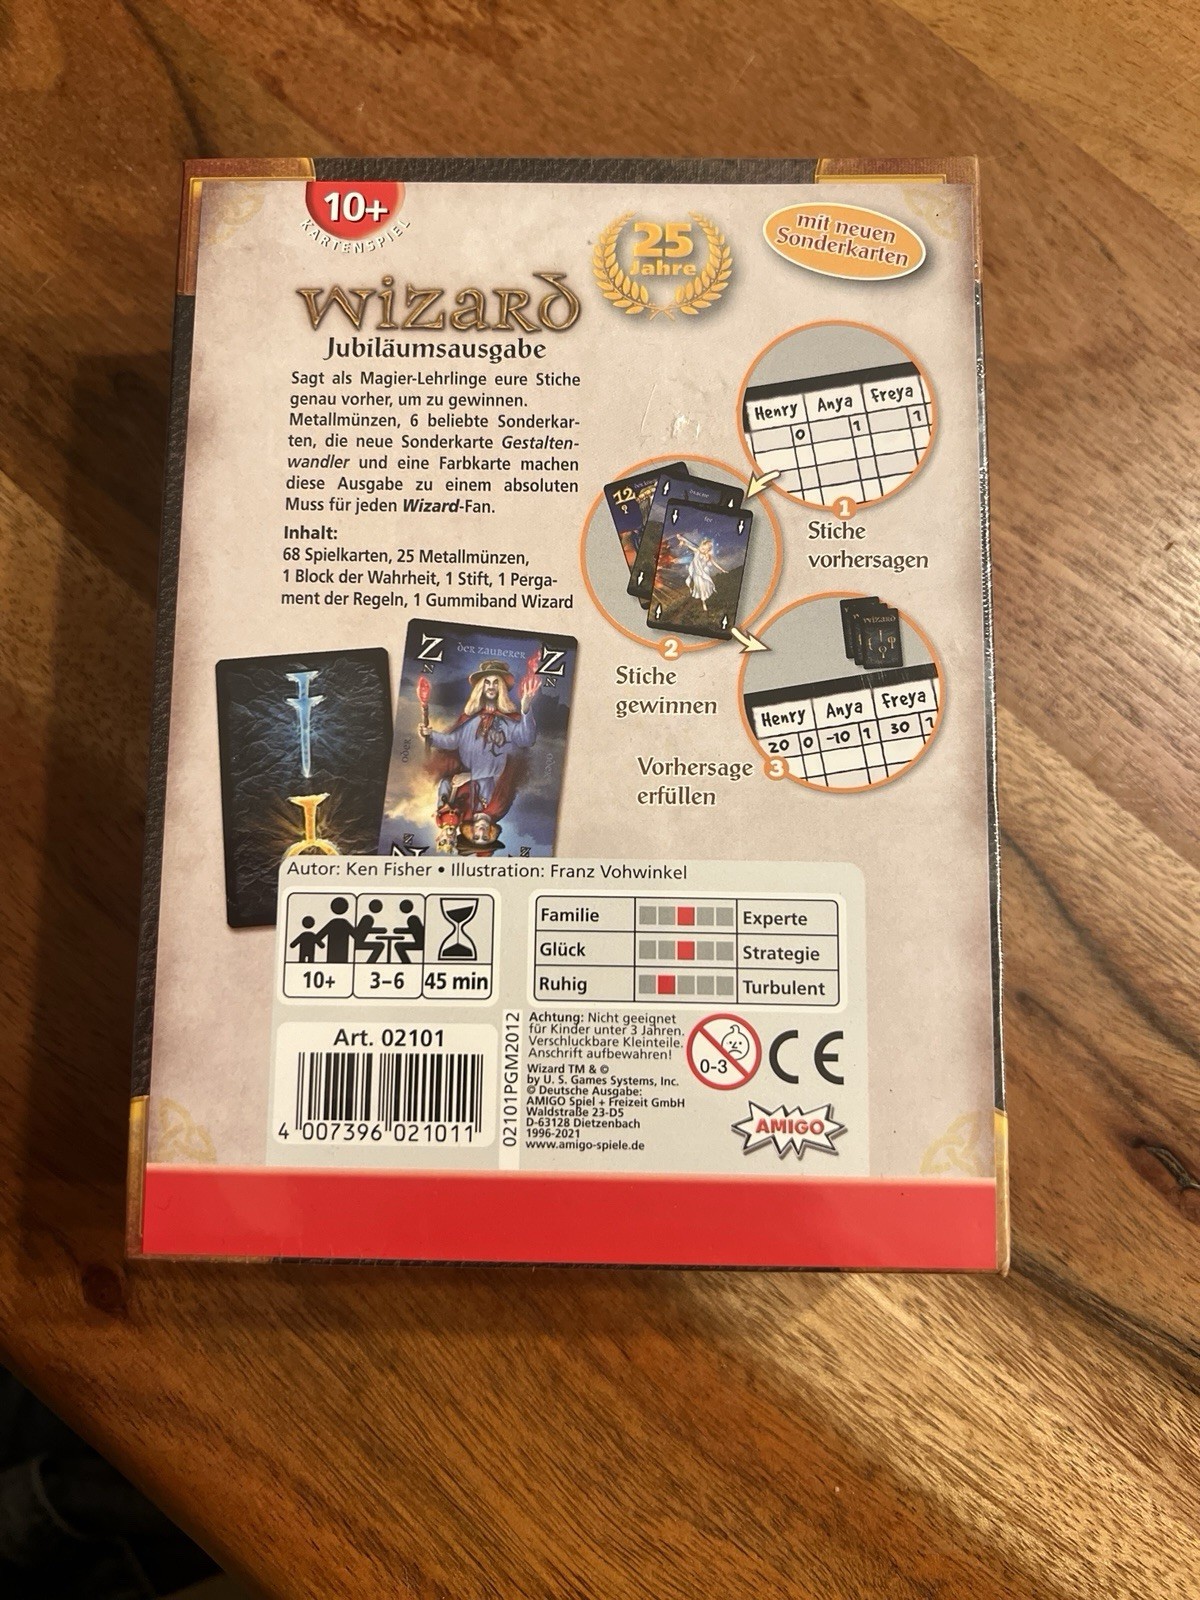 10+
KARTENSPIEL
25
Jahre
mit neuen
Sonderkarten
wizard
Jubiläumsausgabe
Sagt als Magier-Lehrlinge eure Stiche
genau vorher, um zu gewinnen.
Metallmünzen, 6 beliebte Sonderkar-
ten, die neue Sonderkarte Gestalten-
wandler und eine Farbkarte machen
diese Ausgabe zu einem absoluten
Muss für jeden Wizard-Fan.
Inhalt:
68 Spielkarten, 25 Metallmünzen,
1 Block der Wahrheit, 1 Stift, 1 Perga-
ment der Regeln, 1 Gummiband Wizard
Henry Anya Freya
0 1 1
1
Stiche
vorhersagen
12
fee
2
Stiche
gewinnen
wizard
Henry Anya Freya
20 0 -10 1 30 1
Vorhersage 3
erfüllen
Z der zauberer Z
N N
oder
Z
N
Autor: Ken Fisher • Illustration: Franz Vohwinkel
10+ 3–6 45 min
Familie Experte
Glück Strategie
Ruhig Turbulent
Art. 02101
4 007396 021011
02101PGM2012
Achtung: Nicht geeignet
für Kinder unter 3 Jahren.
Verschluckbare Kleinteile.
Anschrift aufbewahren!
Wizard TM & ©
by U. S. Games Systems, Inc.
© Deutsche Ausgabe:
AMIGO Spiel + Freizeit GmbH
Waldstraße 23-D5
D-63128 Dietzenbach
1996-2021
www.amigo-spiele.de
0-3
CE
AMIGO